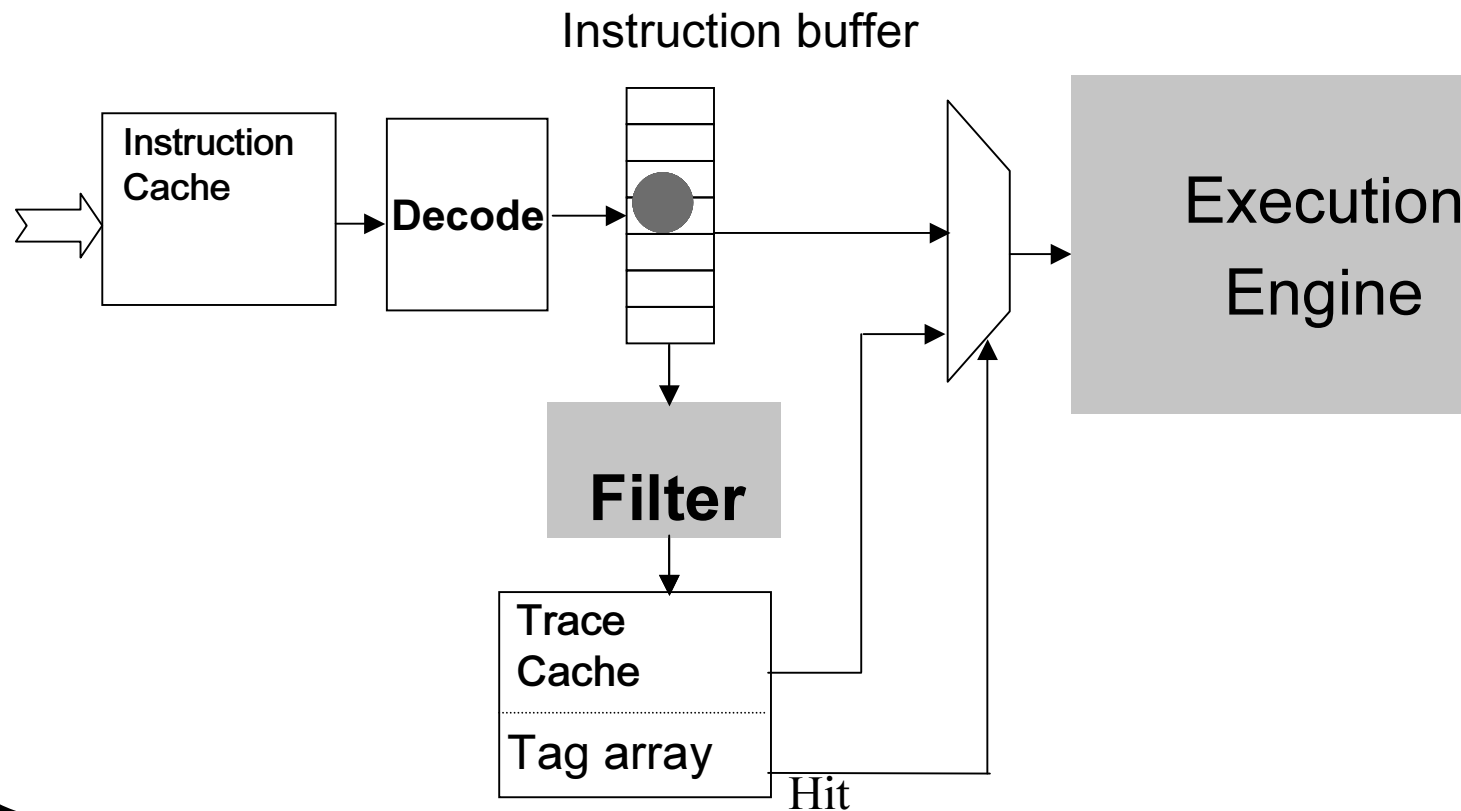 Instruction buffer
Instruction
Cache
Decode
Execution
Engine
Filter
Trace
Cache
Tag array
Hit